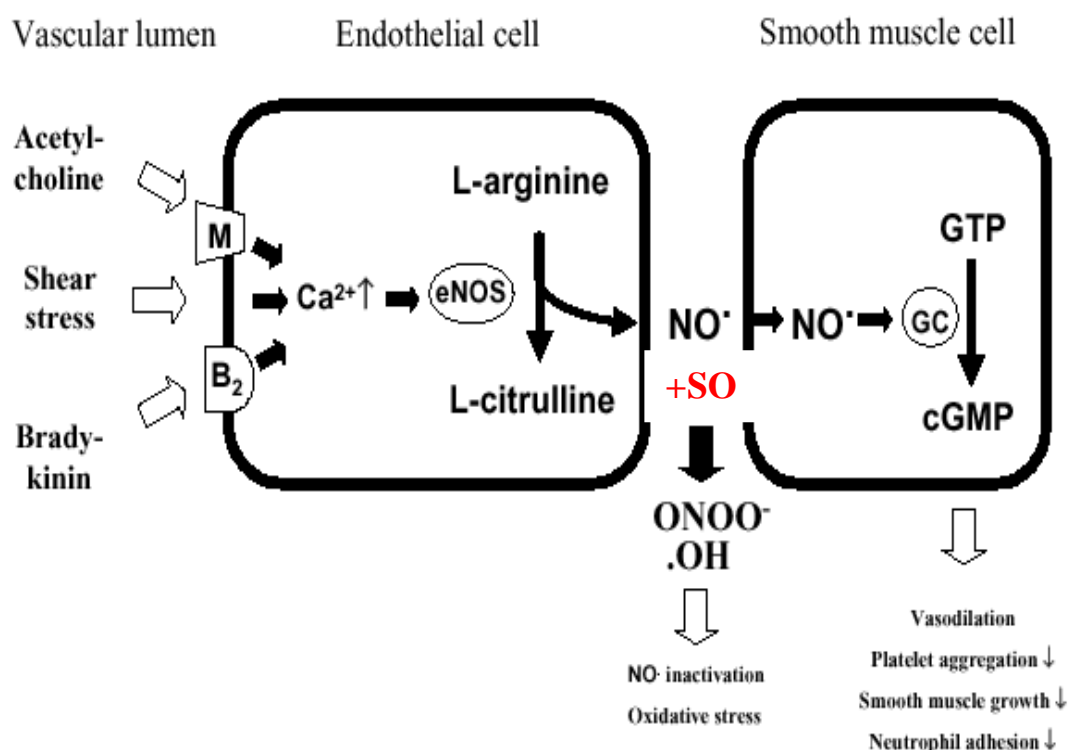 Vascular lumen
Endothelial cell
Smooth muscle cell
Acetyl-
choline
Shear
stress
Brady-
kinin
M
B₂
Ca²⁺↑
eNOS
L-arginine
L-citrulline
NO·
+SO
ONOO⁻
.OH
NO· inactivation
Oxidative stress
NO·
GC
GTP
cGMP
Vasodilation
Platelet aggregation ↓
Smooth muscle growth ↓
Neutrophil adhesion ↓